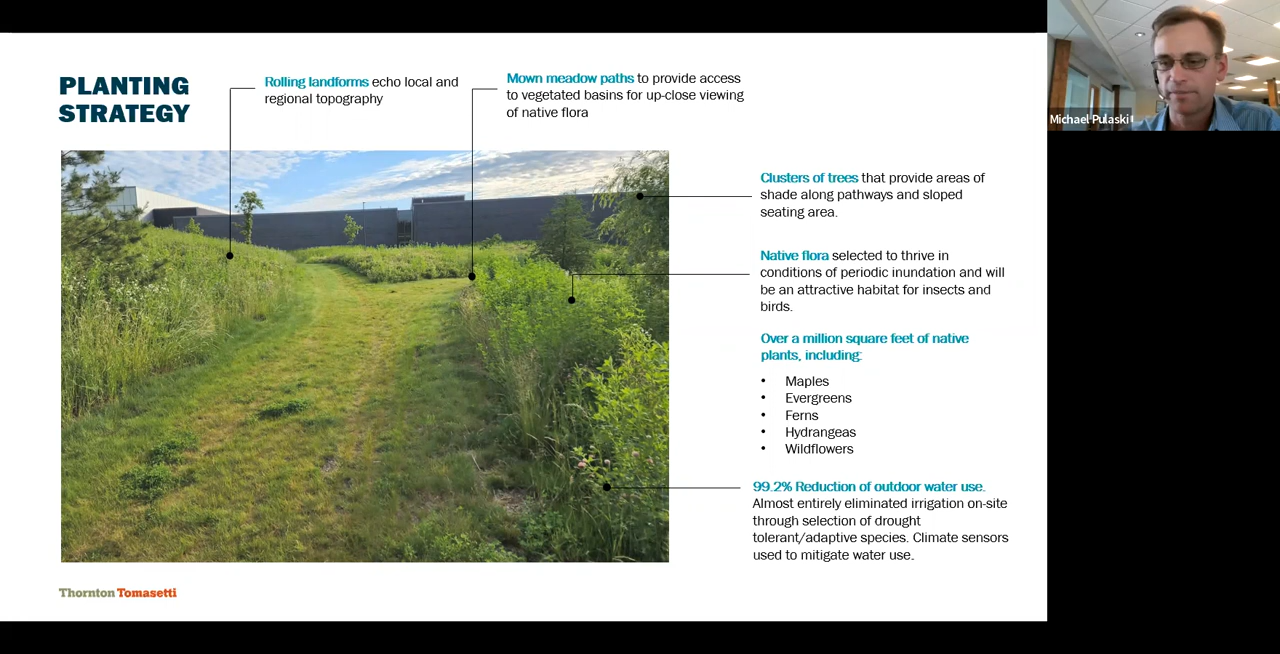 PLANTING
STRATEGY
Rolling landforms echo local and
regional topography
Mown meadow paths to provide access
to vegetated basins for up-close viewing
of native flora
Clusters of trees that provide areas of
shade along pathways and sloped
seating area.
Native flora selected to thrive in
conditions of periodic inundation and will
be an attractive habitat for insects and
birds.
Over a million square feet of native
plants, including:
• Maples
• Evergreens
• Ferns
• Hydrangeas
• Wildflowers
99.2% Reduction of outdoor water use.
Almost entirely eliminated irrigation on-site
through selection of drought
tolerant/adaptive species. Climate sensors
used to mitigate water use.
Thornton Tomasetti
Michael Pulaski